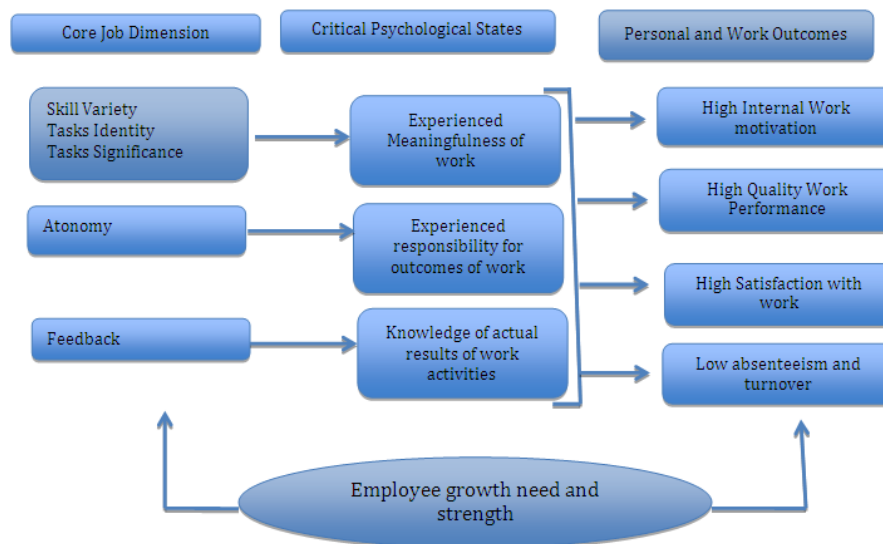 Core Job Dimension
Critical Psychological States
Personal and Work Outcomes
Skill Variety
Tasks Identity
Tasks Significance
Experienced
Meaningfulness of
work
High Internal Work
motivation
High Quality Work
Performance
Atonomy
Experienced
responsibility for
outcomes of work
High Satisfaction with
work
Feedback
Knowledge of actual
results of work
activities
Low absenteeism and
turnover
Employee growth need and
strength